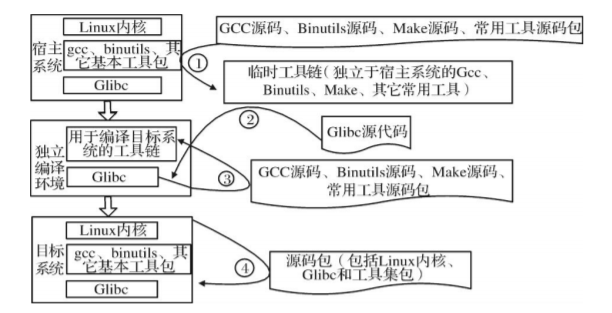 Linux内核
GCC源码、Binutils源码、Make源码、常用工具源码包
宿主
系统
gcc、binutils、其
它基本工具包
①
Glibc
临时工具链（独立于宿主系统的Gcc、
Binutils、Make、其它常用工具）
②
Glibc源代码
独立
编译
环境
用于编译目标系
统的工具链
Glibc
③
GCC源码、Binutils源码、Make源码、
常用工具源码包
Linux内核
目标
系统
gcc、binutils、其
它基本工具包
④
Glibc
源码包（包括Linux内核、
Glibc和工具集包）